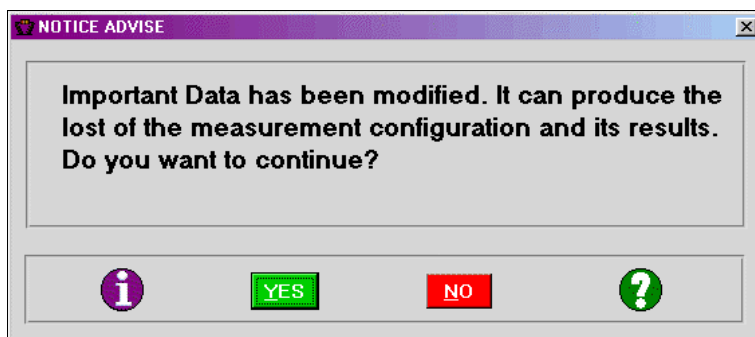 NOTICE ADVISE
Important Data has been modified. It can produce the
lost of the measurement configuration and its results.
Do you want to continue?
YES
NO